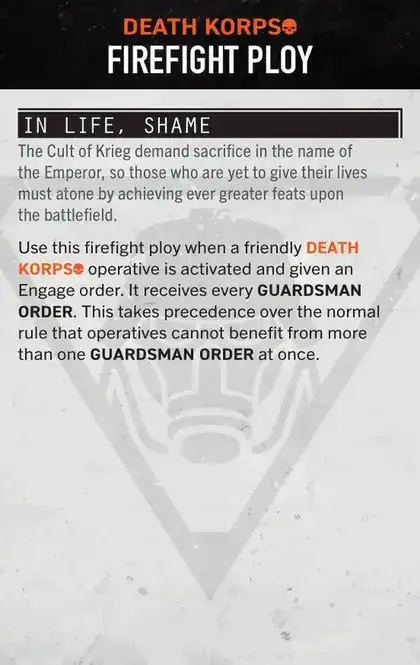 DEATH KORPS
FIREFIGHT PLOY
IN LIFE, SHAME
The Cult of Krieg demand sacrifice in the name of
the Emperor, so those who are yet to give their lives
must atone by achieving ever greater feats upon
the battlefield.
Use this firefight ploy when a friendly DEATH
KORPS operative is activated and given an
Engage order. It receives every GUARDSMAN
ORDER. This takes precedence over the normal
rule that operatives cannot benefit from more
than one GUARDSMAN ORDER at once.